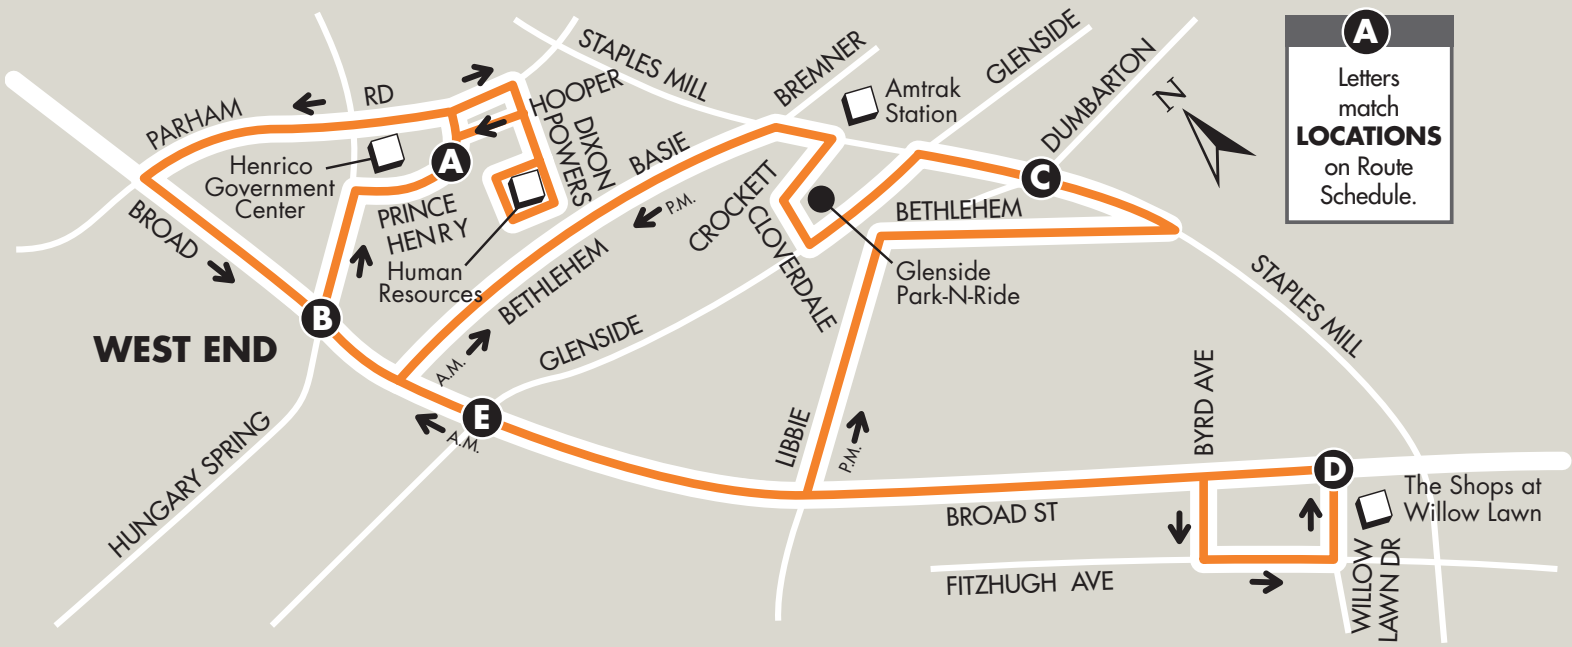 A
Letters
match
LOCATIONS
on Route
Schedule.
N
STAPLES MILL
BREMNER
GLENSIDE
DUMBARTON
Amtrak
Station
PARHAM
RD
HOOPER
DIXON
POWERS
BASIE
Henrico
Government
Center
A
PRINCE
HENRY
Human
Resources
BROAD
B
WEST END
P.M.
CROCKETT
CLOVERDALE
C
BETHLEHEM
Glenside
Park-N-Ride
BETHLEHEM
A.M.
GLENSIDE
E
A.M.
HUNGARY SPRING
LIBBIE
P.M.
STAPLES MILL
BYRD AVE
D
The Shops at
Willow Lawn
BROAD ST
FITZHUGH AVE
WILLOW
LAWN DR